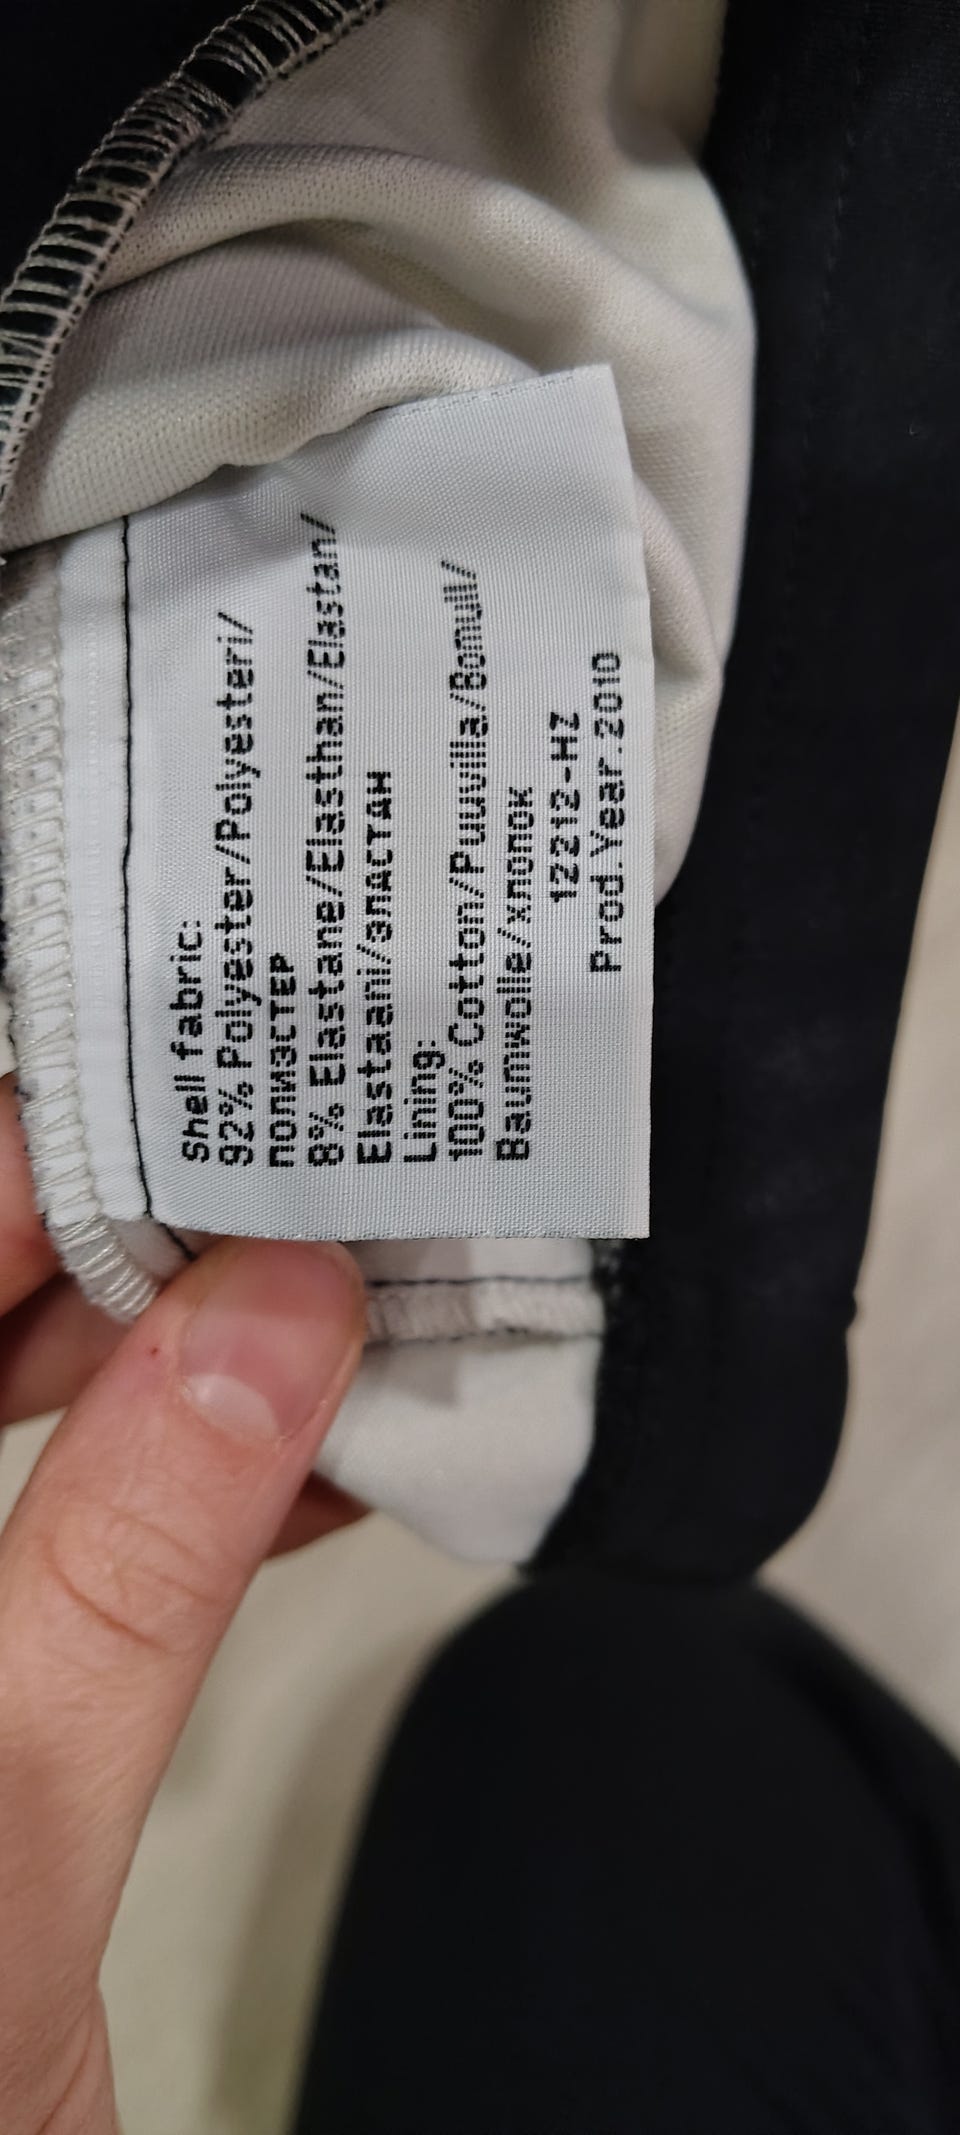 Shell fabric:
92% Polyester/Polyesteri/
полиэстер
8% Elastane/Elasthan/Elastan/
Elastaani/эластан
Lining:
100% Cotton/Puuvilla/Bomull/
Baumwolle/хлопок
12212-HZ
Prod.Year.2010